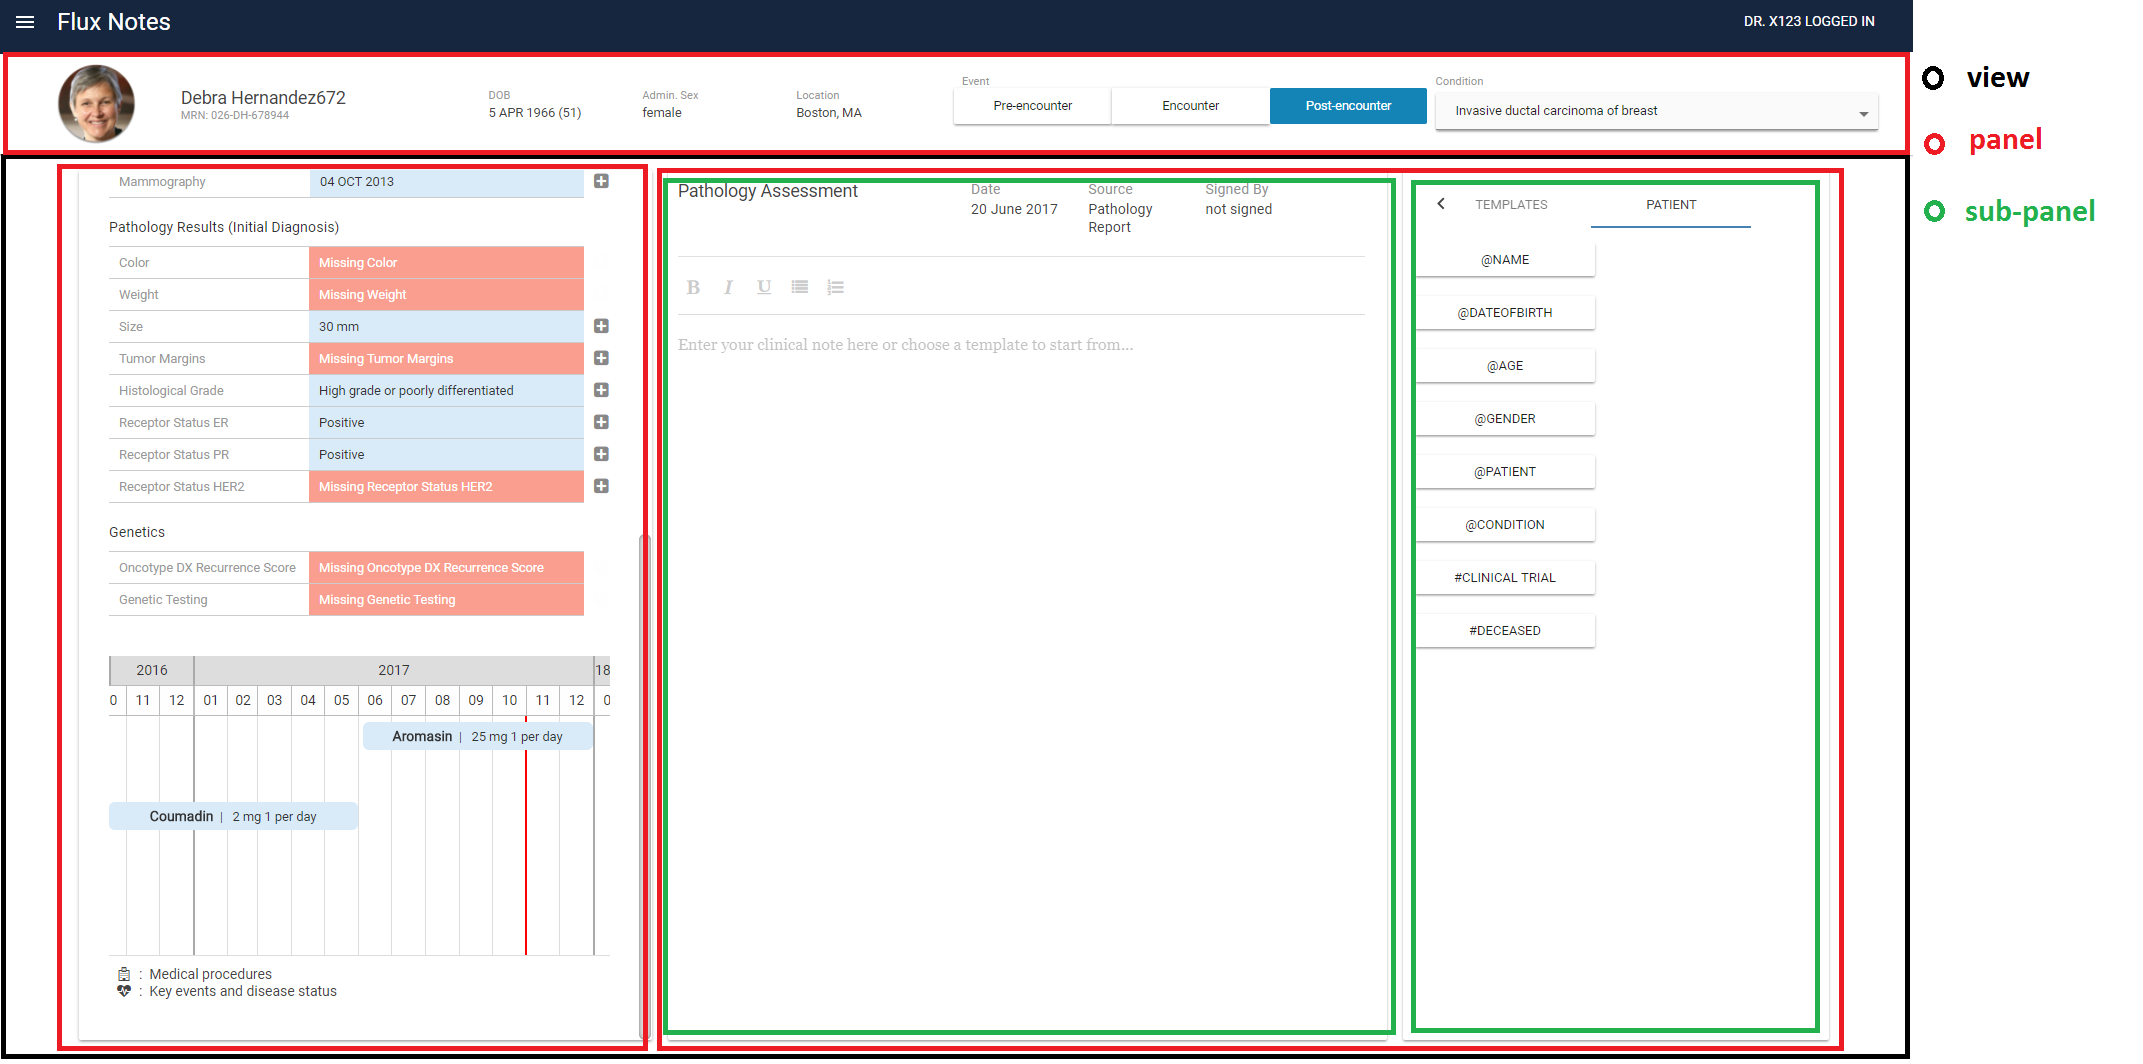 Flux Notes
DR. X123 LOGGED IN
view
panel
sub-panel
Debra Hernandez672
MRN: 026-DH-678944
DOB
5 APR 1966 (51)
Admin. Sex
female
Location
Boston, MA
Event
Pre-encounter
Encounter
Post-encounter
Condition
Invasive ductal carcinoma of breast
Mammography 04 OCT 2013
Pathology Results (Initial Diagnosis)
Color Missing Color
Weight Missing Weight
Size 30 mm
Tumor Margins Missing Tumor Margins
Histological Grade High grade or poorly differentiated
Receptor Status ER Positive
Receptor Status PR Positive
Receptor Status HER2 Missing Receptor Status HER2
Genetics
Oncotype DX Recurrence Score Missing Oncotype DX Recurrence Score
Genetic Testing Missing Genetic Testing
2016 2017 18
0 11 12 01 02 03 04 05 06 07 08 09 10 11 12 0
Aromasin | 25 mg 1 per day
Coumadin | 2 mg 1 per day
: Medical procedures
: Key events and disease status
Pathology Assessment
Date
20 June 2017
Source
Pathology
Report
Signed By
not signed
B I U
Enter your clinical note here or choose a template to start from...
TEMPLATES PATIENT
@NAME
@DATEOFBIRTH
@AGE
@GENDER
@PATIENT
@CONDITION
#CLINICAL TRIAL
#DECEASED